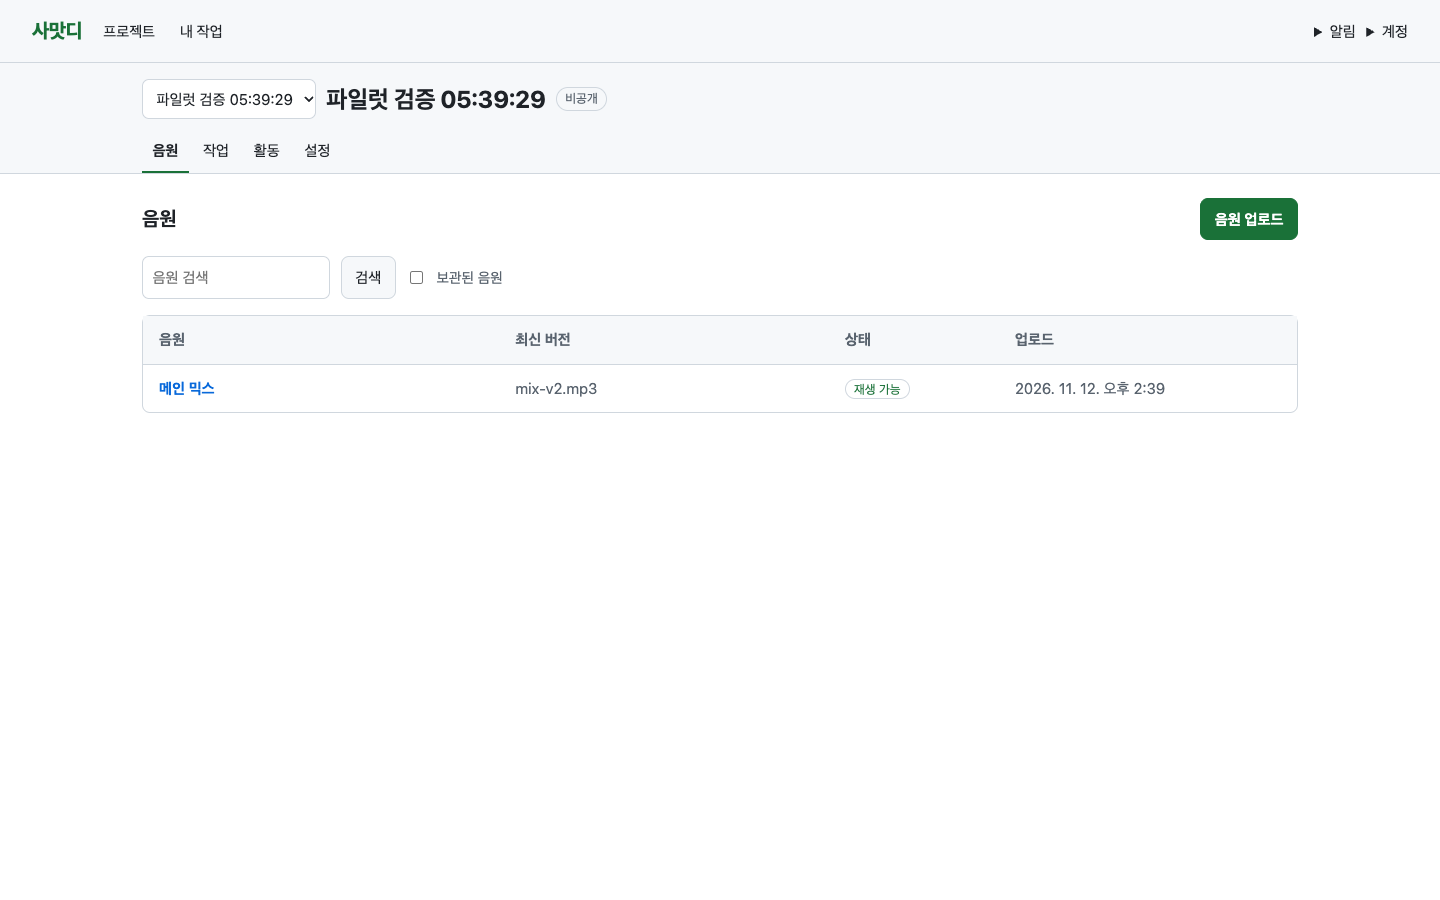 사맛디 프로젝트 내 작업 ▶ 알림 ▶ 계정
파일럿 검증 05:39:29 파일럿 검증 05:39:29 비공개
음원 작업 활동 설정
음원 음원 업로드
음원 검색 검색 보관된 음원
음원 최신 버전 상태 업로드
메인 믹스 mix-v2.mp3 재생 가능 2026. 11. 12. 오후 2:39